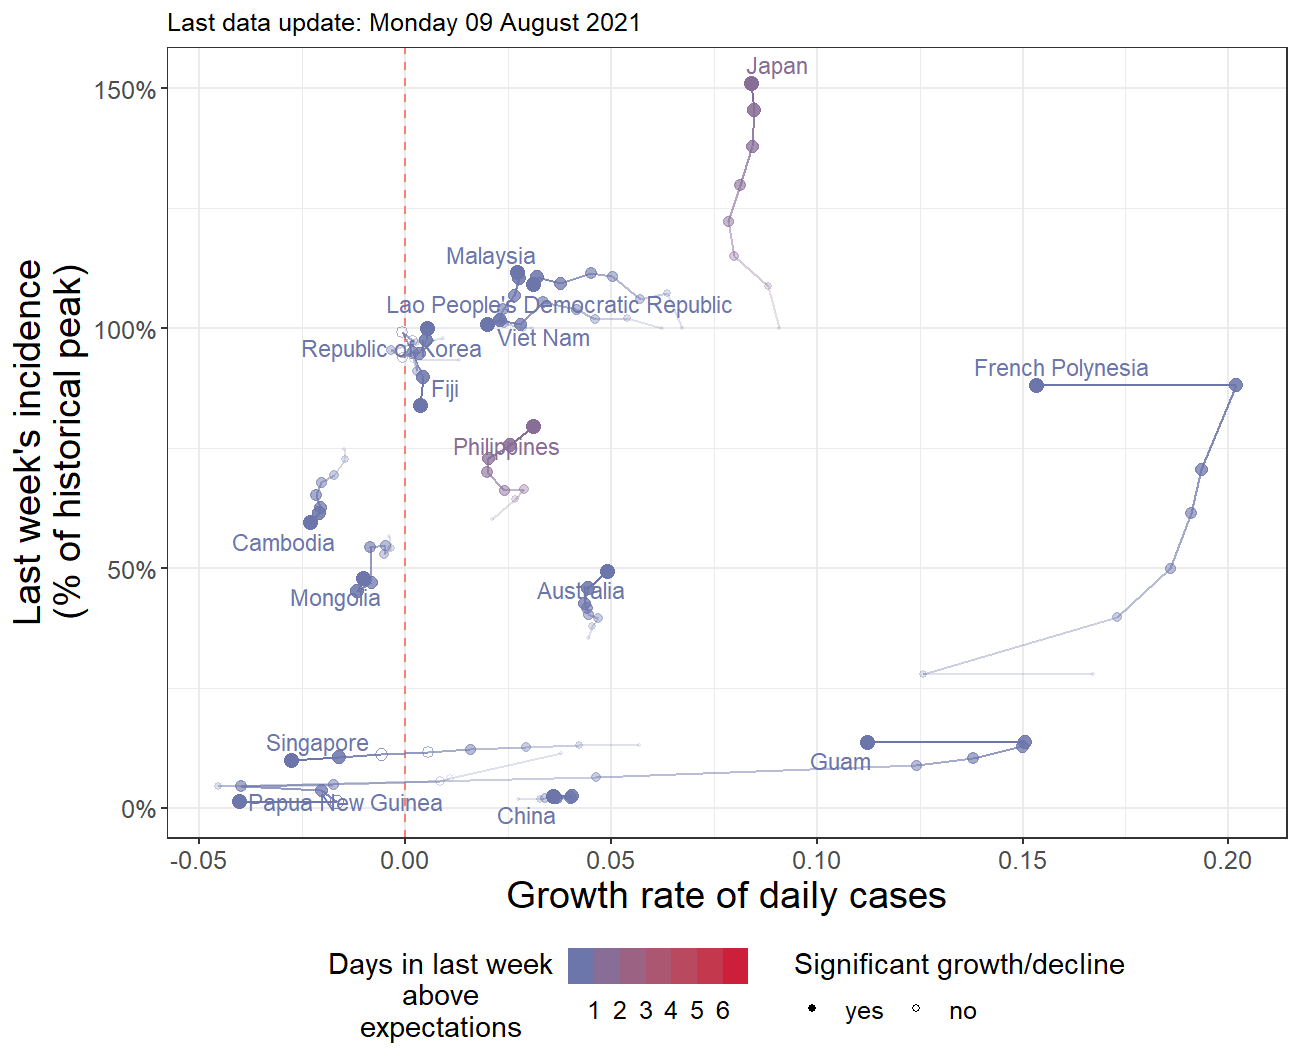 Last data update: Monday 09 August 2021
Last week's incidence
(% of historical peak)
150%
100%
50%
0%
Japan
Malaysia
Lao People's Democratic Republic
Viet Nam
Republic of Korea
French Polynesia
Fiji
Philippines
Cambodia
Australia
Mongolia
Singapore
Guam
Papua New Guinea
China
-0.05 0.00 0.05 0.10 0.15 0.20
Growth rate of daily cases
Days in last week
above
expectations
1 2 3 4 5 6
Significant growth/decline
yes no